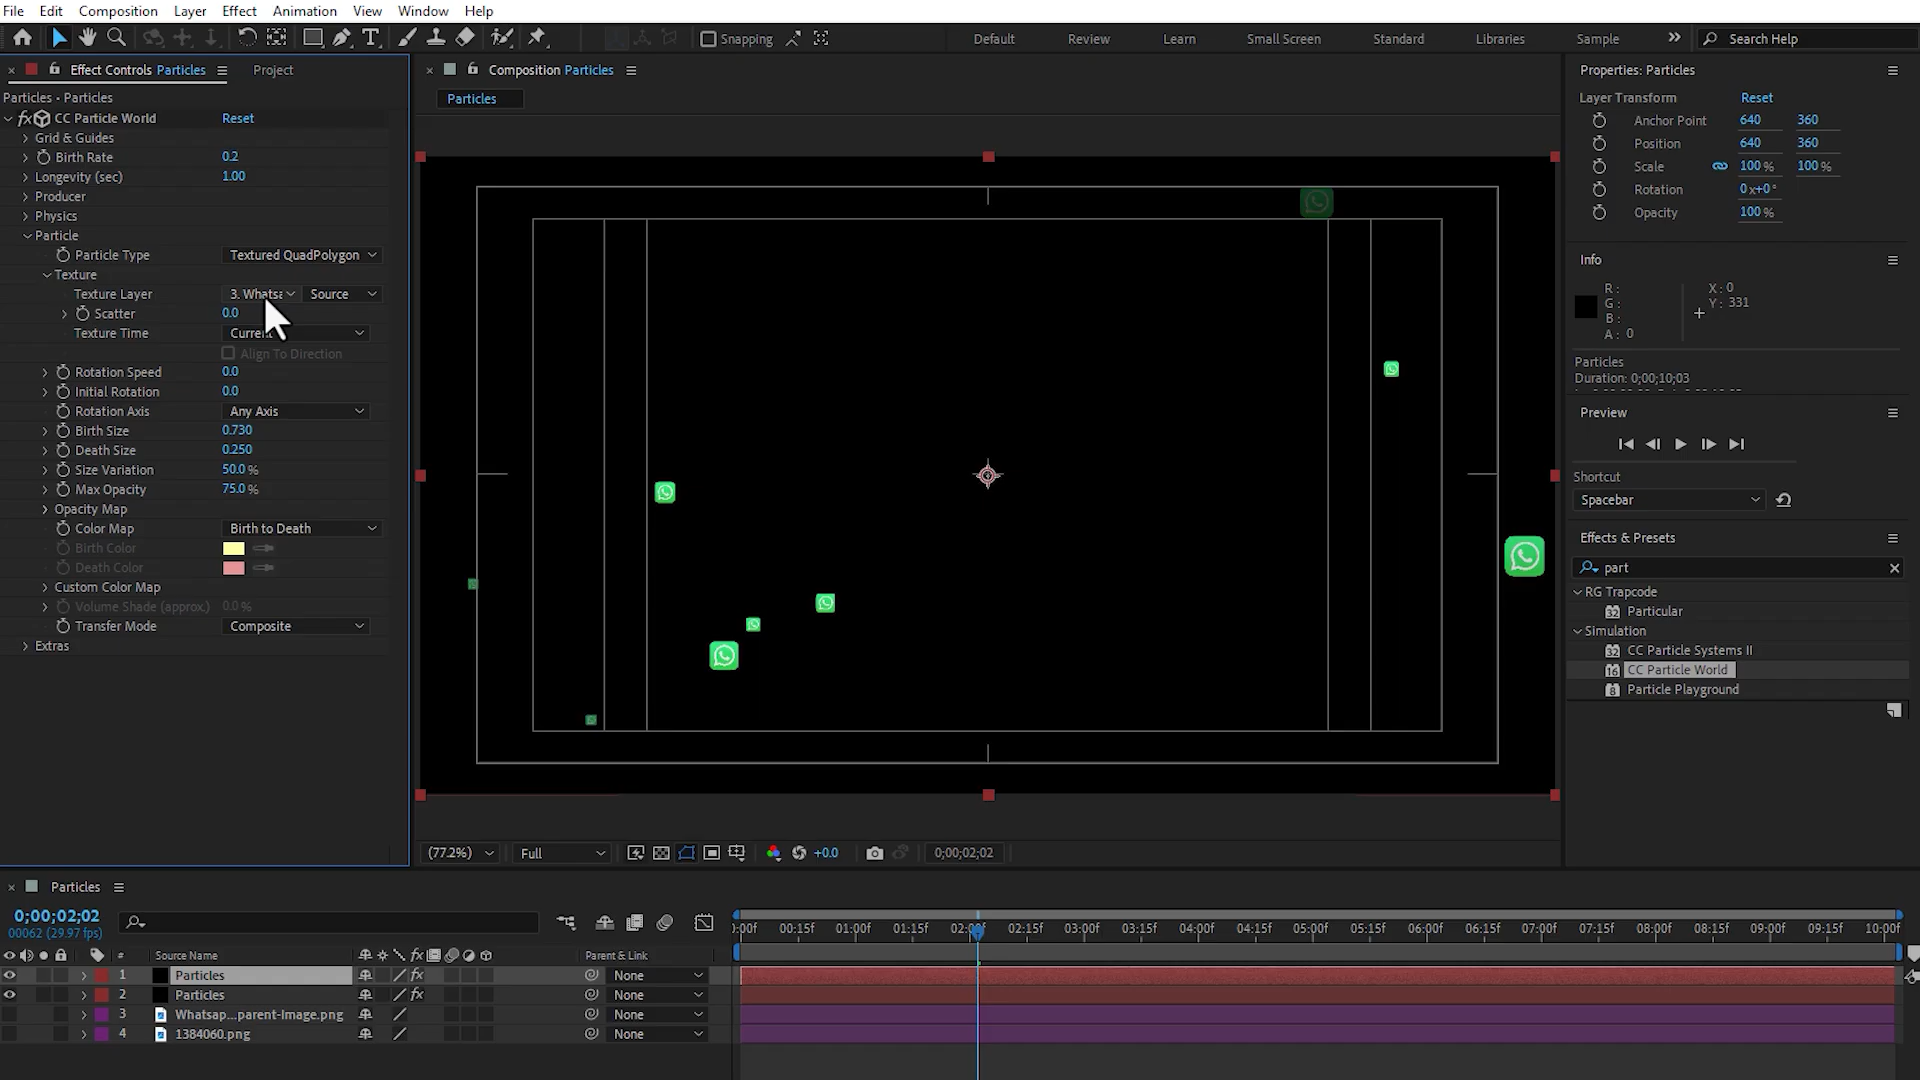 File Edit Composition Layer Effect Animation View Window Help
Snapping
Default Review Learn Small Screen Standard Libraries Sample Search Help
Effect Controls Particles Project
Particles • Particles
fx CC Particle World Reset
Grid & Guides
Birth Rate 0.2
Longevity (sec) 1.00
Producer
Physics
Particle
Particle Type Textured QuadPolygon
Texture
Texture Layer 3. Whatsa Source
Scatter 0.0
Texture Time Current
Align To Direction
Rotation Speed 0.0
Initial Rotation 0.0
Rotation Axis Any Axis
Birth Size 0.730
Death Size 0.250
Size Variation 50.0 %
Max Opacity 75.0 %
Opacity Map
Color Map Birth to Death
Birth Color
Death Color
Custom Color Map
Volume Shade (approx.) 0.0 %
Transfer Mode Composite
Extras
Composition Particles
Particles
(77.2%) Full +0.0 0;00;02;02
Properties: Particles
Layer Transform Reset
Anchor Point 640 360
Position 640 360
Scale 100 % 100 %
Rotation 0 x+0 °
Opacity 100 %
Info
R : X : 0
G : Y : 331
B :
A : 0
Particles
Duration: 0;00;10;03
Preview
Shortcut
Spacebar
Effects & Presets
part
RG Trapcode
32 Particular
Simulation
32 CC Particle Systems II
16 CC Particle World
8 Particle Playground
Particles
0;00;02;02
00062 (29.97 fps)
# Source Name fx Parent & Link
1 Particles fx None
2 Particles fx None
3 Whatsap...parent-Image.png None
4 1384060.png None
00:15f 01:00f 01:15f 02:15f 03:00f 03:15f 04:00f 04:15f 05:00f 05:15f 06:00f 06:15f 07:00f 07:15f 08:00f 08:15f 09:00f 09:15f 10:00f